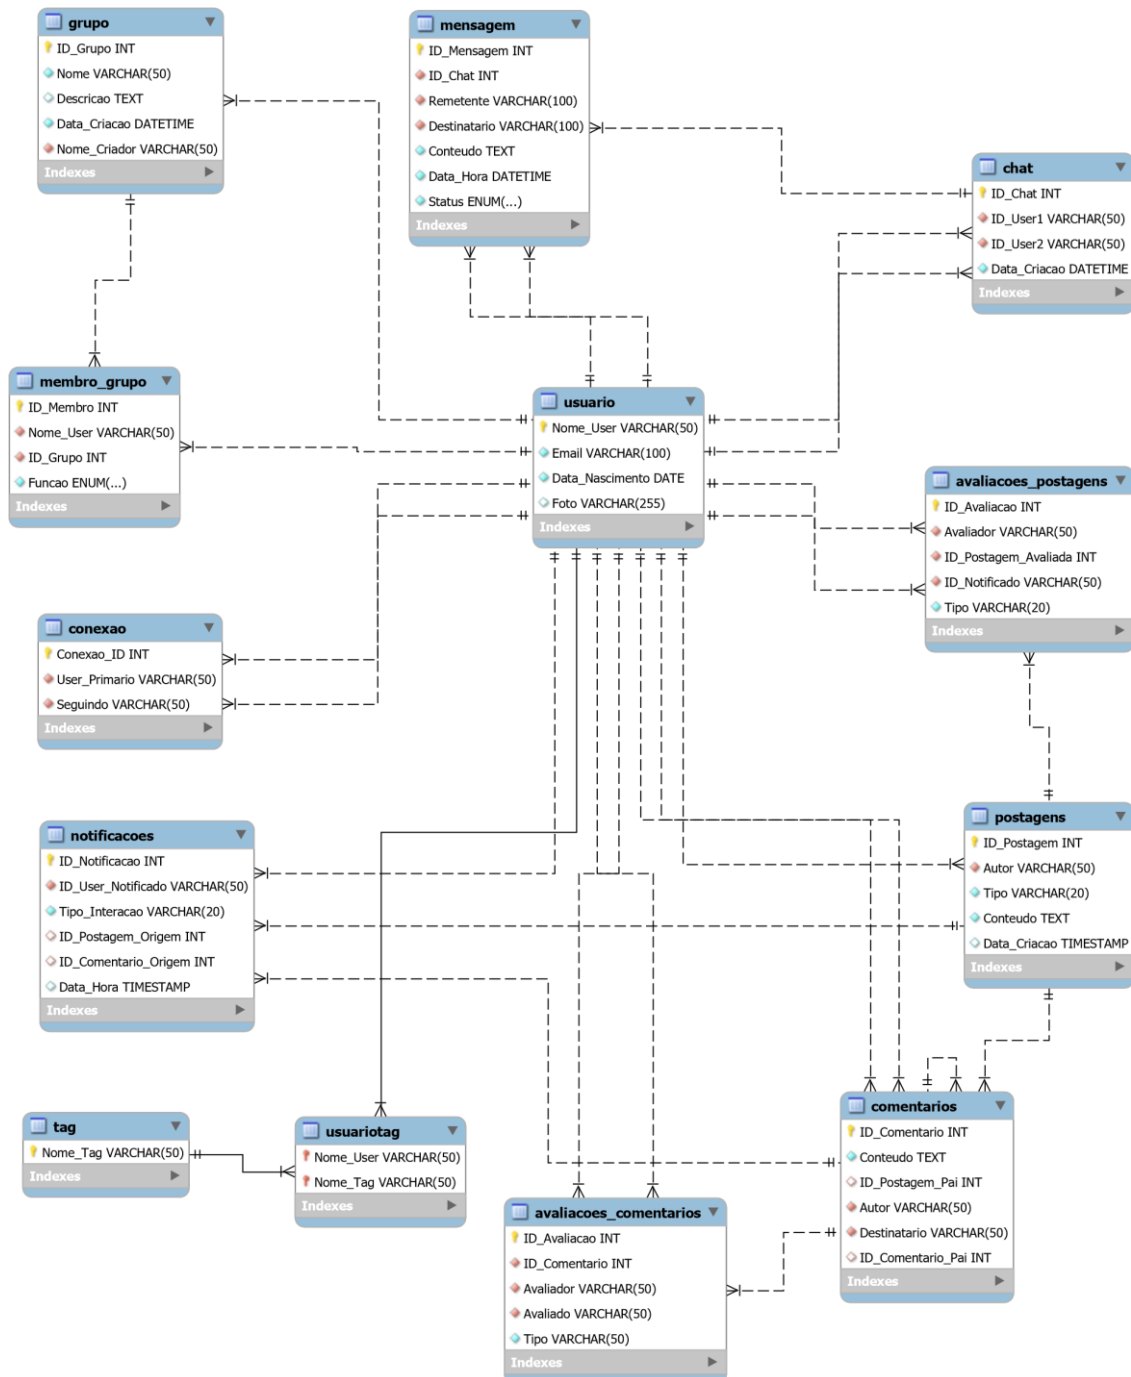 grupo
ID_Grupo INT
Nome VARCHAR(50)
Descricao TEXT
Data_Criacao DATETIME
Nome_Criador VARCHAR(50)
Indexes
mensagem
ID_Mensagem INT
ID_Chat INT
Remetente VARCHAR(100)
Destinatario VARCHAR(100)
Conteudo TEXT
Data_Hora DATETIME
Status ENUM(...)
Indexes
chat
ID_Chat INT
ID_User1 VARCHAR(50)
ID_User2 VARCHAR(50)
Data_Criacao DATETIME
Indexes
membro_grupo
ID_Membro INT
Nome_User VARCHAR(50)
ID_Grupo INT
Funcao ENUM(...)
Indexes
usuario
Nome_User VARCHAR(50)
Email VARCHAR(100)
Data_Nascimento DATE
Foto VARCHAR(255)
Indexes
avaliacoes_postagens
ID_Avaliacao INT
Avaliador VARCHAR(50)
ID_Postagem_Avaliada INT
ID_Notificado VARCHAR(50)
Tipo VARCHAR(20)
Indexes
conexao
Conexao_ID INT
User_Primario VARCHAR(50)
Seguindo VARCHAR(50)
Indexes
notificacoes
ID_Notificacao INT
ID_User_Notificado VARCHAR(50)
Tipo_Interacao VARCHAR(20)
ID_Postagem_Origem INT
ID_Comentario_Origem INT
Data_Hora TIMESTAMP
Indexes
postagens
ID_Postagem INT
Autor VARCHAR(50)
Tipo VARCHAR(20)
Conteudo TEXT
Data_Criacao TIMESTAMP
Indexes
tag
Nome_Tag VARCHAR(50)
Indexes
usuariotag
Nome_User VARCHAR(50)
Nome_Tag VARCHAR(50)
Indexes
comentarios
ID_Comentario INT
Conteudo TEXT
ID_Postagem_Pai INT
Autor VARCHAR(50)
Destinatario VARCHAR(50)
ID_Comentario_Pai INT
Indexes
avaliacoes_comentarios
ID_Avaliacao INT
ID_Comentario INT
Avaliador VARCHAR(50)
Avaliado VARCHAR(50)
Tipo VARCHAR(50)
Indexes